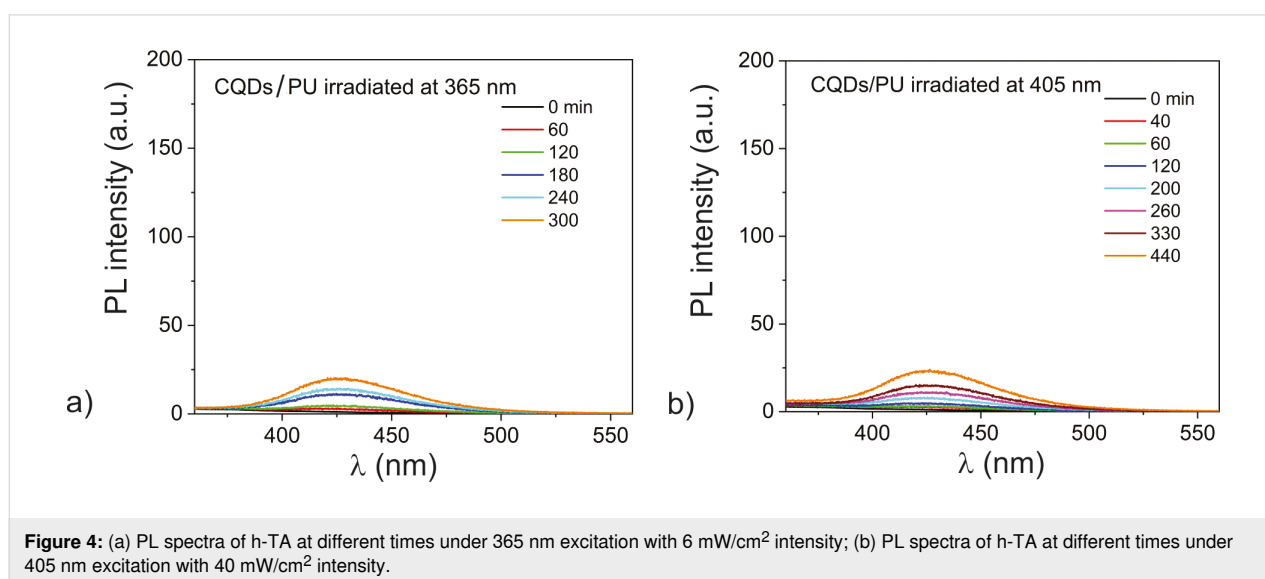 200
150
100
50
0
PL intensity (a.u.)
CQDs/PU irradiated at 365 nm
0 min
60
120
180
240
300
400 450 500 550
λ (nm)
a)
200
150
100
50
0
PL intensity (a.u.)
CQDs/PU irradiated at 405 nm
0 min
40
60
120
200
260
330
440
400 450 500 550
λ (nm)
b)
Figure 4: (a) PL spectra of h-TA at different times under 365 nm excitation with 6 mW/cm² intensity; (b) PL spectra of h-TA at different times under
405 nm excitation with 40 mW/cm² intensity.